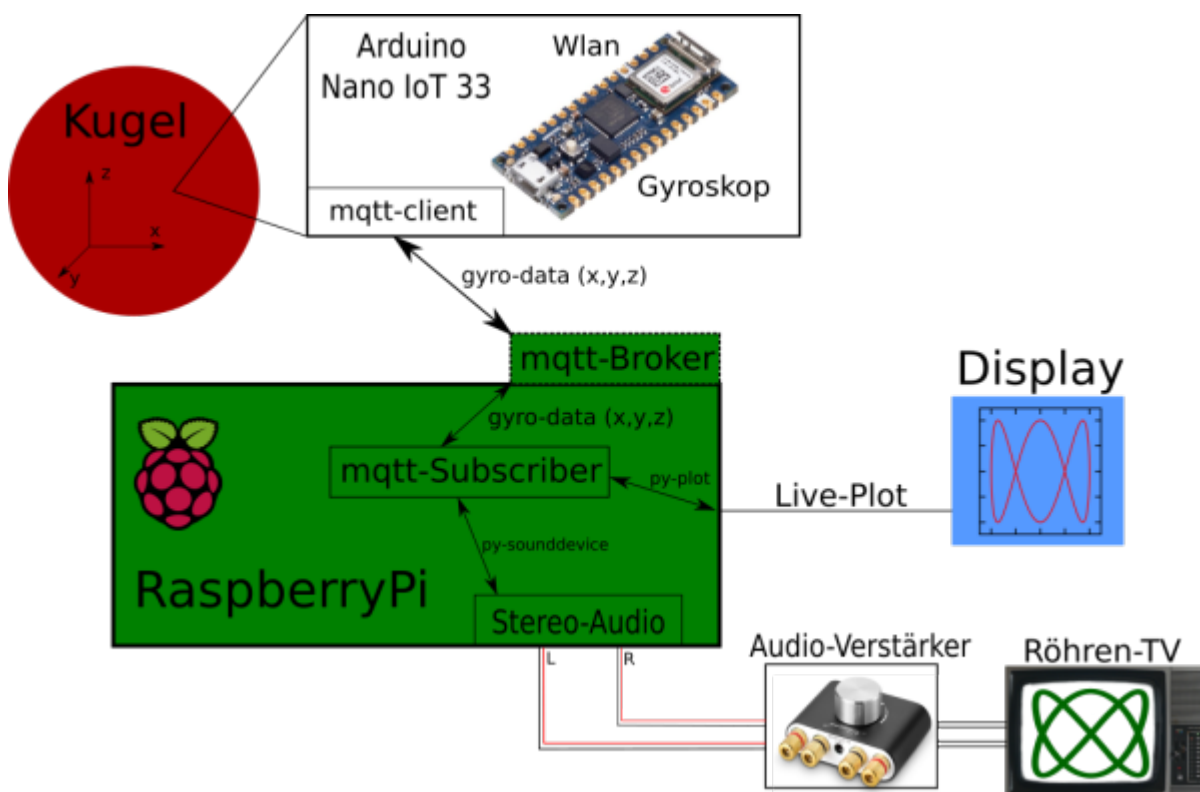 Arduino
Nano IoT 33
Wlan
Gyroskop
mqtt-client
Kugel
z
x
y
gyro-data (x,y,z)
mqtt-Broker
gyro-data (x,y,z)
mqtt-Subscriber
py-plot
py-sounddevice
RaspberryPi
Stereo-Audio
L
R
Display
Live-Plot
Audio-Verstärker
Röhren-TV